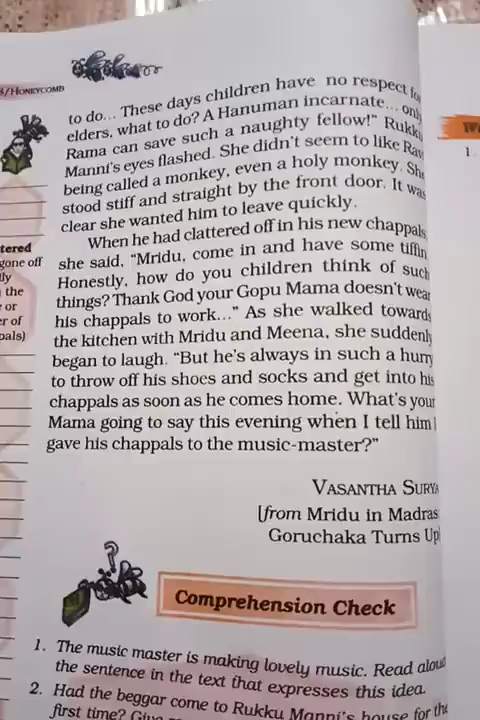 8/HONEYCOMB
to do... These days children have no respect
elders, what to do? A Hanuman incarnate... only
Rama can save such a naughty fellow!" Rukku
Manni's eyes flashed. She didn't seem to like
being called a monkey, even a holy monkey. She
stood stiff and straight by the front door. It was
clear she wanted him to leave quickly.
When he had clattered off in his new chappals,
she said, "Mridu, come in and have some tiffin
Honestly, how do you children think of such
things? Thank God your Gopu Mama doesn't wear
his chappals to work..." As she walked towards
the kitchen with Mridu and Meena, she suddenly
began to laugh. "But he's always in such a hurry
to throw off his shoes and socks and get into his
chappals as soon as he comes home. What's your
Mama going to say this evening when I tell him I
gave his chappals to the music-master?"
VASANTHA SURYA
[from Mridu in Madras:
Goruchaka Turns Up]
tered
gone off
the
or
er of
pals)
1.
Comprehension Check
1. The music master is making lovely music. Read aloud
the sentence in the text that expresses this idea.
2. Had the beggar come to Rukku Manni's house for the
first time?